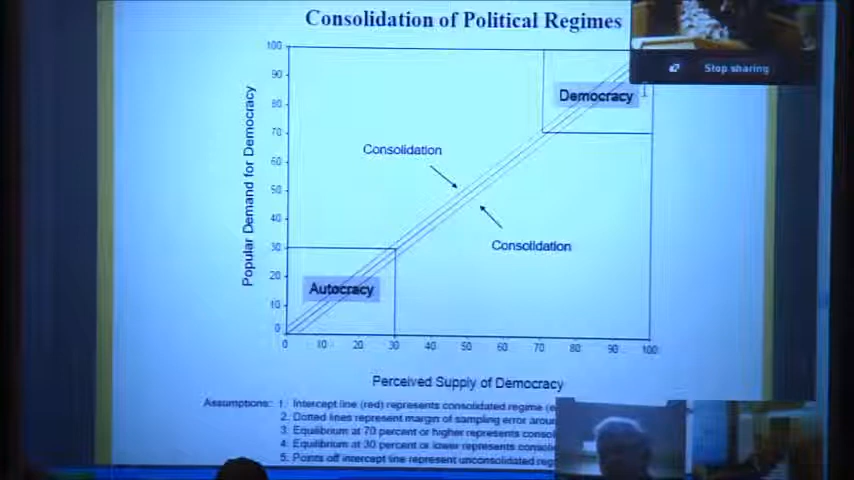 Consolidation of Political Regimes
Stop sharing
100
90
80
70
60
50
40
30
20
10
0
Popular Demand for Democracy
Democracy
Consolidation
Consolidation
Autocracy
0 10 20 30 40 50 60 70 80 90 100
Perceived Supply of Democracy
Assumptions: 1. Intercept line (red) represents consolidated regime (e
2. Dotted lines represent margin of sampling error arou
3. Equilibrium at 70 percent or higher represents conso
4. Equilibrium at 30 percent or lower represents consoli
5. Points off intercept line represent unconsolidated reg